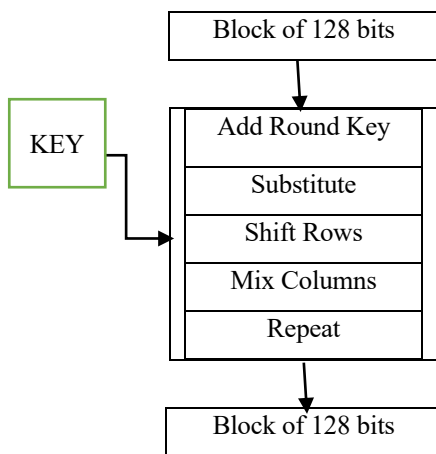 Block of 128 bits
KEY
Add Round Key
Substitute
Shift Rows
Mix Columns
Repeat
Block of 128 bits